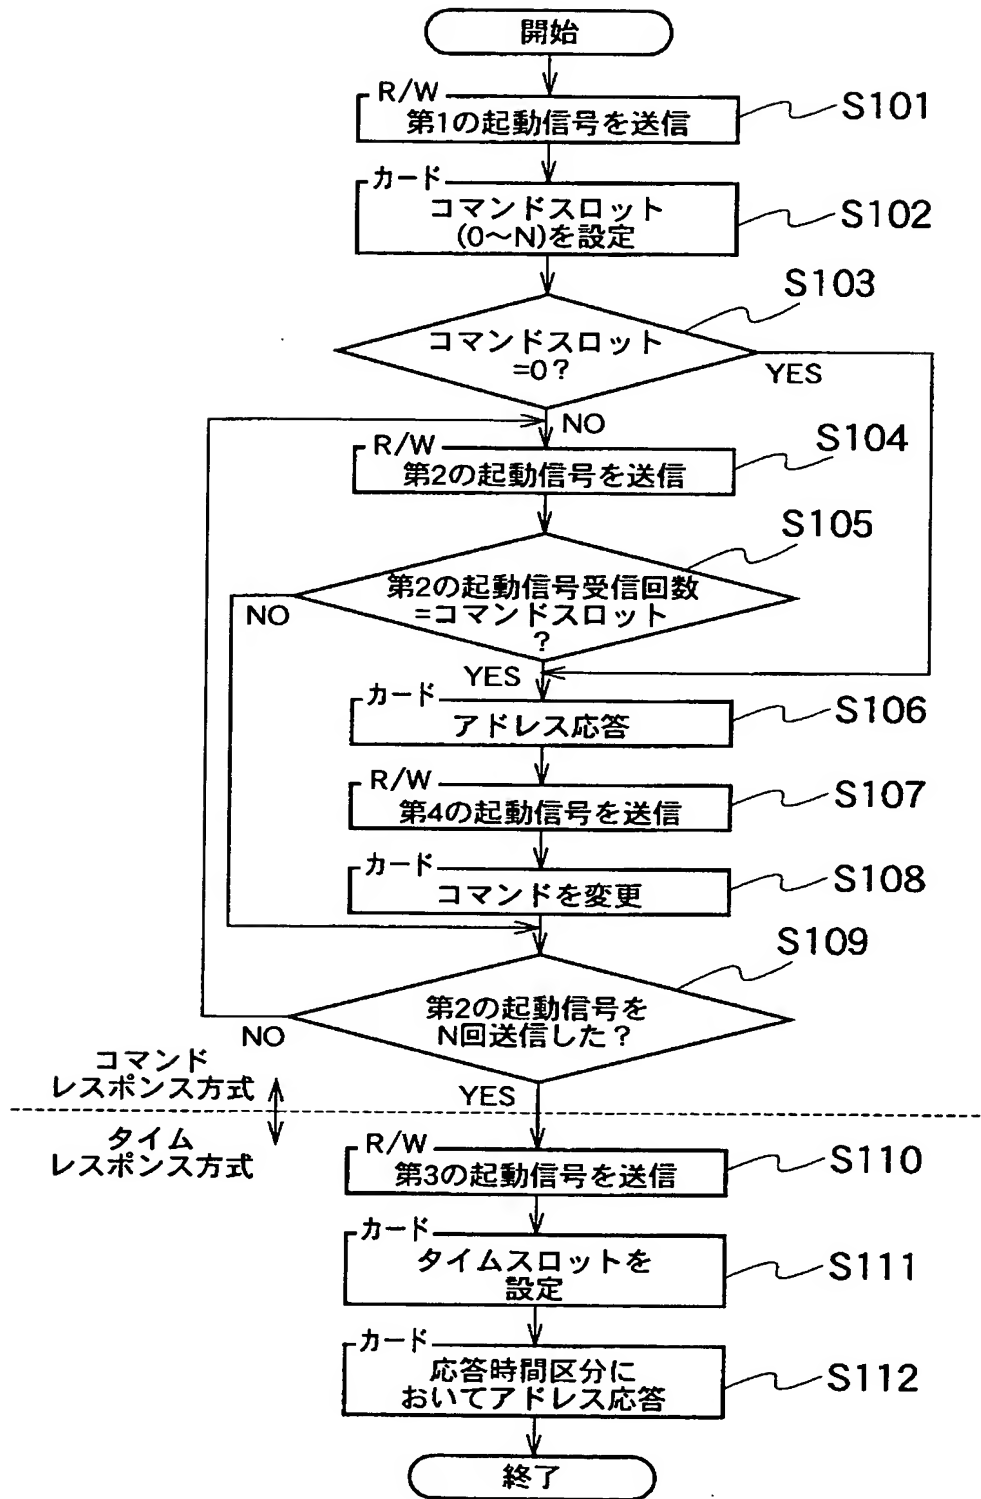 開始
R/W
第1の起動信号を送信
S101
カード
コマンドスロット
(0〜N)を設定
S102
S103
コマンドスロット
=0?
YES
NO
R/W
第2の起動信号を送信
S104
S105
第2の起動信号受信回数
=コマンドスロット
?
NO
YES
カード
アドレス応答
S106
R/W
第4の起動信号を送信
S107
カード
コマンドを変更
S108
S109
第2の起動信号を
N回送信した?
NO
YES
コマンド
レスポンス方式
タイム
レスポンス方式
R/W
第3の起動信号を送信
S110
カード
タイムスロットを
設定
S111
カード
応答時間区分に
おいてアドレス応答
S112
終了